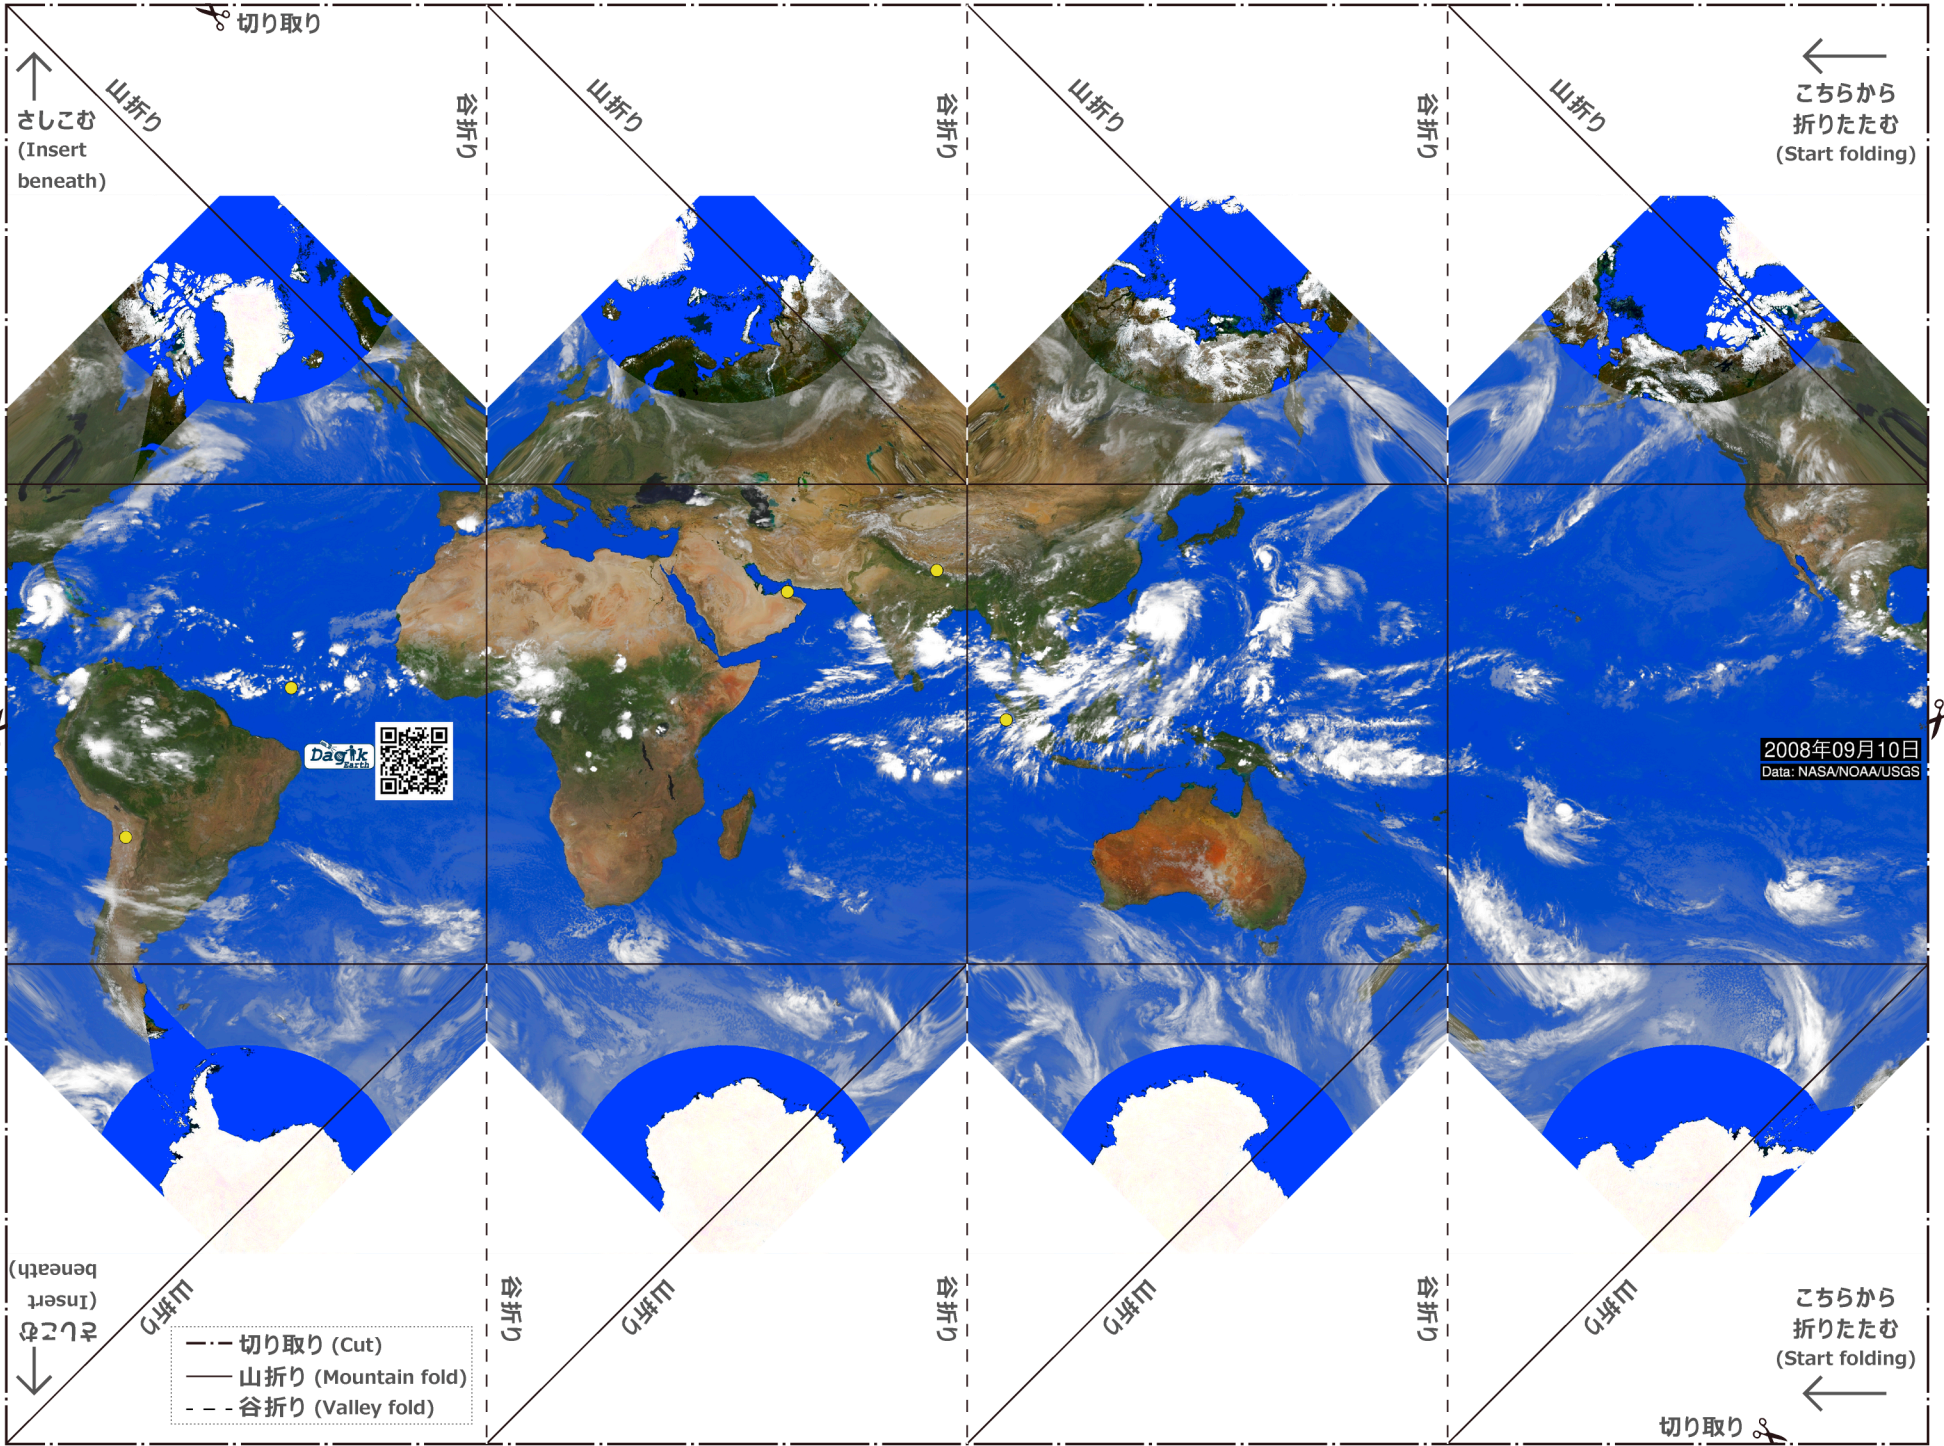 切り取り
山折り
谷折り
山折り
谷折り
山折り
谷折り
山折り
さしこむ
(Insert
beneath)
こちらから
折りたたむ
(Start folding)
Dagik
Earth
2008年09月10日
Data: NASA/NOAA/USGS
さしこむ
(Insert
beneath)
山折り
谷折り
山折り
谷折り
山折り
谷折り
山折り
こちらから
折りたたむ
(Start folding)
切り取り (Cut)
山折り (Mountain fold)
谷折り (Valley fold)
切り取り